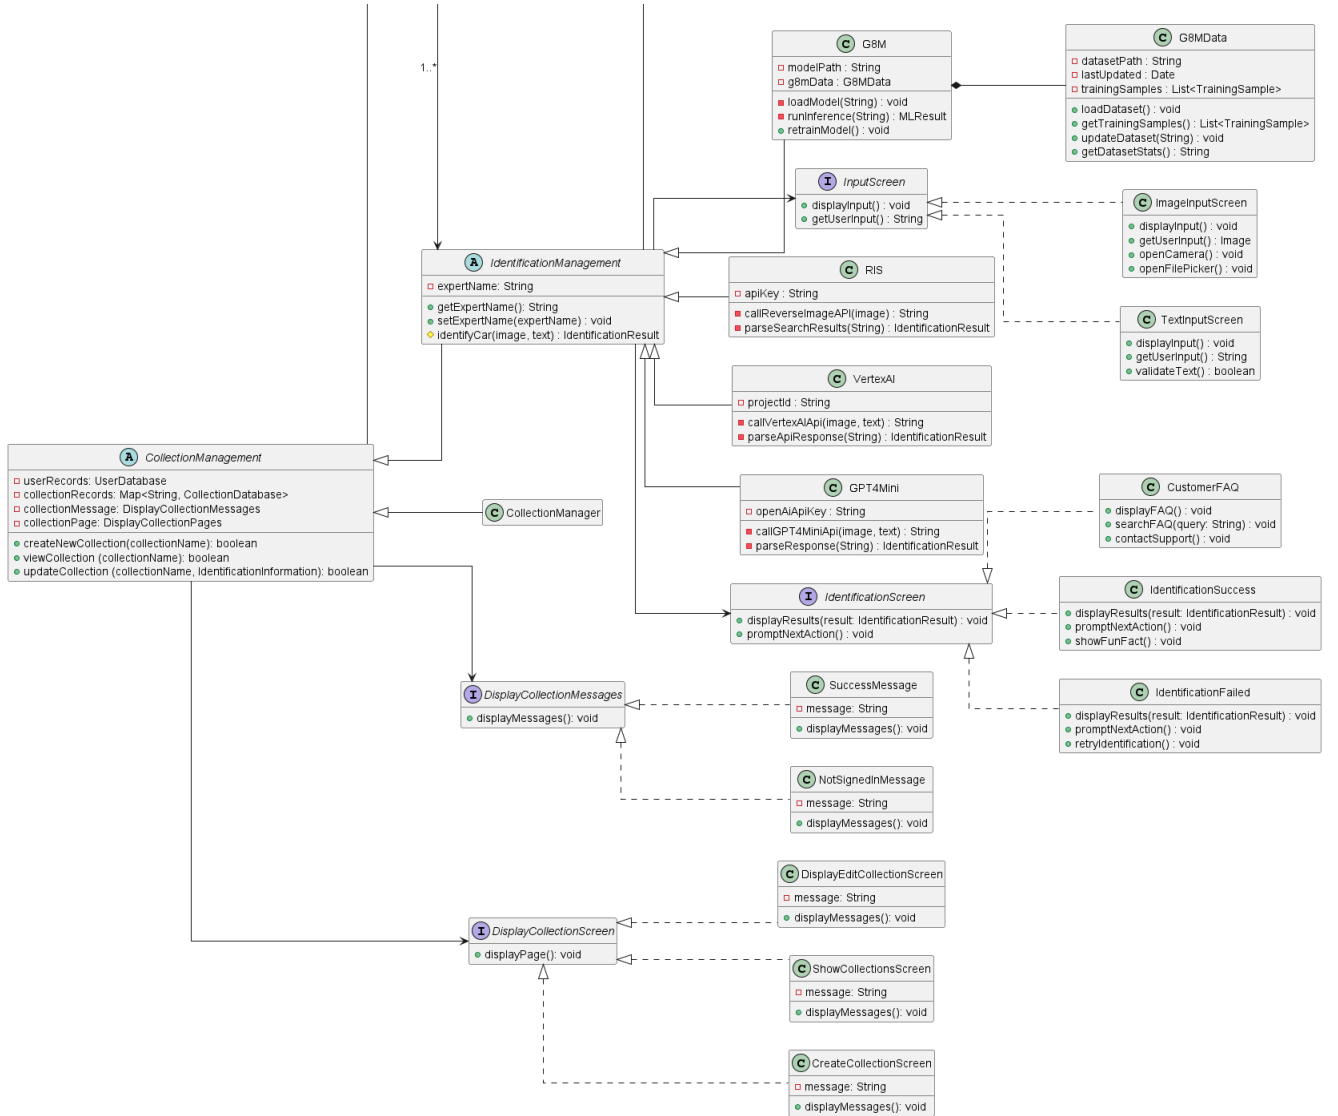 1..*
C G8M
modelPath : String
g8mData : G8MData
loadModel(String) : void
runInference(String) : MLResult
retrainModel() : void
C G8MData
datasetPath : String
lastUpdated : Date
trainingSamples : List<TrainingSample>
loadDataset() : void
getTrainingSamples() : List<TrainingSample>
updateDataset(String) : void
getDatasetStats() : String
I InputScreen
displayInput() : void
getUserInput() : String
C ImageInputScreen
displayInput() : void
getUserInput() : Image
openCamera() : void
openFilePicker() : void
A IdentificationManagement
expertName: String
getExpertName(): String
setExpertName(expertName) : void
identifyCar(image, text) : IdentificationResult
C RIS
apiKey : String
callReverseImageAPI(image) : String
parseSearchResults(String) : IdentificationResult
C TextInputScreen
displayInput() : void
getUserInput() : String
validateText() : boolean
C VertexAI
projectId : String
callVertexAIApi(image, text) : String
parseApiResponse(String) : IdentificationResult
A CollectionManagement
userRecords: UserDatabase
collectionRecords: Map<String, CollectionDatabase>
collectionMessage: DisplayCollectionMessages
collectionPage: DisplayCollectionPages
createNewCollection(collectionName): boolean
viewCollection (collectionName): boolean
updateCollection (collectionName, IdentificationInformation): boolean
C CollectionManager
C GPT4Mini
openAiApiKey : String
callGPT4MiniApi(image, text) : String
parseResponse(String) : IdentificationResult
C CustomerFAQ
displayFAQ() : void
searchFAQ(query: String) : void
contactSupport() : void
I IdentificationScreen
displayResults(result: IdentificationResult) : void
promptNextAction() : void
C IdentificationSuccess
displayResults(result: IdentificationResult) : void
promptNextAction() : void
showFunFact() : void
C IdentificationFailed
displayResults(result: IdentificationResult) : void
promptNextAction() : void
retryIdentification() : void
I DisplayCollectionMessages
displayMessages(): void
C SuccessMessage
message: String
displayMessages(): void
C NotSignedInMessage
message: String
displayMessages(): void
C DisplayEditCollectionScreen
message: String
displayMessages(): void
I DisplayCollectionScreen
displayPage(): void
C ShowCollectionsScreen
message: String
displayMessages(): void
C CreateCollectionScreen
message: String
displayMessages(): void